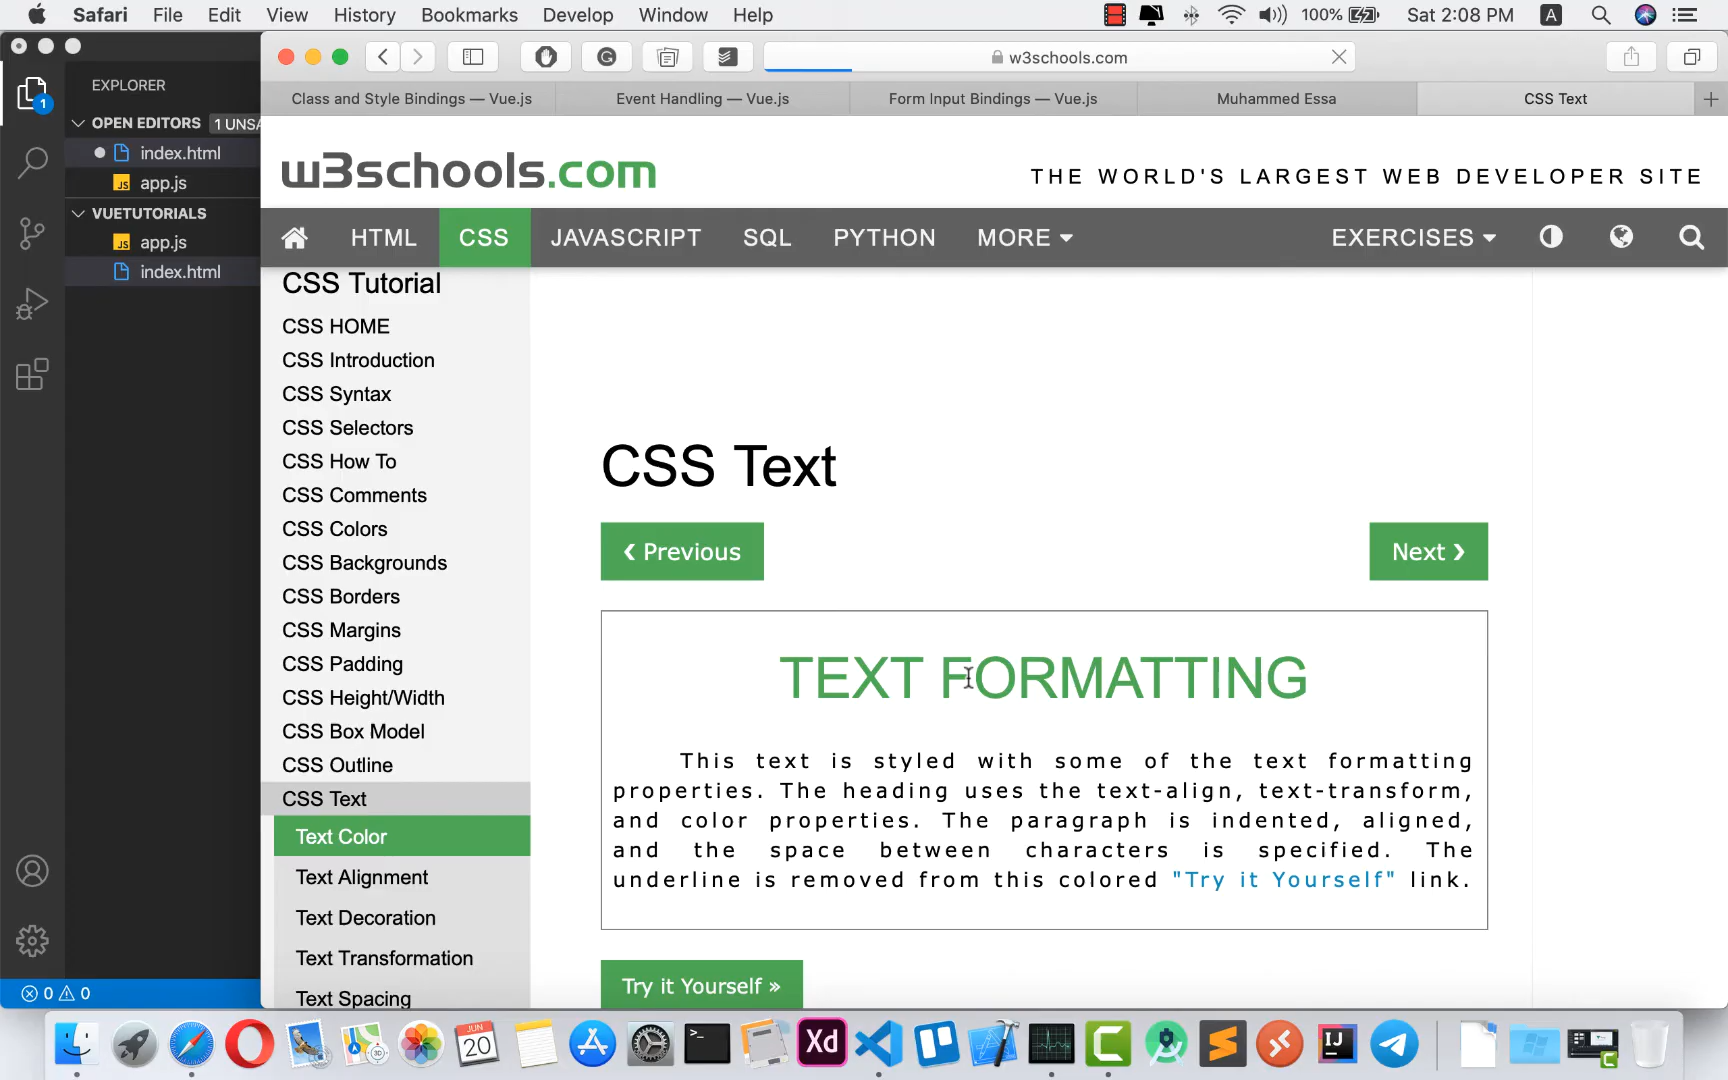 Safari File Edit View History Bookmarks Develop Window Help 100% Sat 2:08 PM A
w3schools.com
Class and Style Bindings — Vue.js Event Handling — Vue.js Form Input Bindings — Vue.js Muhammed Essa CSS Text
EXPLORER
OPEN EDITORS 1 UNSA
index.html
JS app.js
VUETUTORIALS
JS app.js
index.html
1
0 0
w3schools.com
THE WORLD'S LARGEST WEB DEVELOPER SITE
HTML CSS JAVASCRIPT SQL PYTHON MORE EXERCISES
CSS Tutorial
CSS HOME
CSS Introduction
CSS Syntax
CSS Selectors
CSS How To
CSS Comments
CSS Colors
CSS Backgrounds
CSS Borders
CSS Margins
CSS Padding
CSS Height/Width
CSS Box Model
CSS Outline
CSS Text
Text Color
Text Alignment
Text Decoration
Text Transformation
Text Spacing
CSS Text
❮ Previous
Next ❯
TEXT FORMATTING
This text is styled with some of the text formatting
properties. The heading uses the text-align, text-transform,
and color properties. The paragraph is indented, aligned,
and the space between characters is specified. The
underline is removed from this colored "Try it Yourself" link.
Try it Yourself »
3D
JUN
20
>_
Xd
C
S
IJ
C